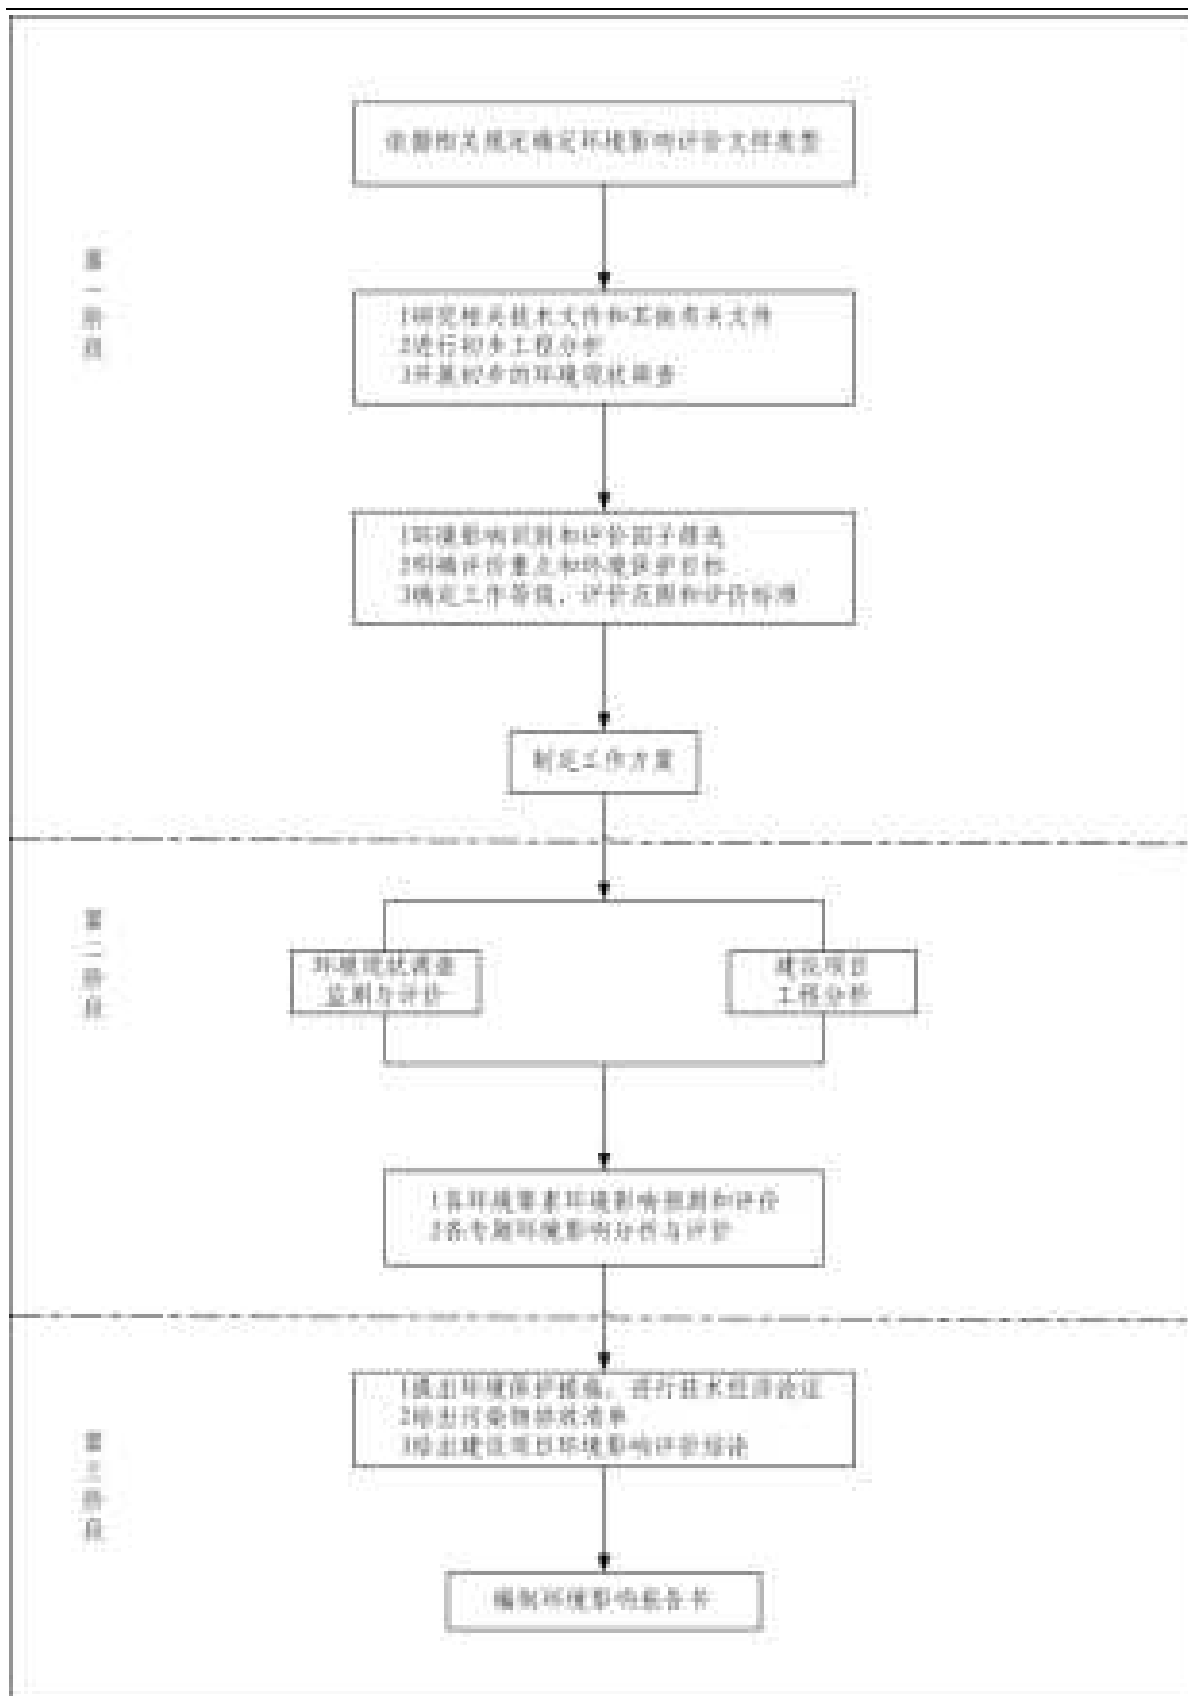 依据相关规定确定环境影响评价文件类型
第一阶段
1研究相关技术文件和其他有关文件
2进行初步工程分析
3开展初步的环境现状调查
1环境影响识别和评价因子筛选
2明确评价重点和环境保护目标
3确定工作等级、评价范围和评价标准
制定工作方案
第二阶段
环境现状调查
监测与评价
建设项目
工程分析
1各环境要素环境影响预测和评价
2各专题环境影响分析与评价
1提出环境保护措施，进行技术经济论证
2给出污染物排放清单
3给出建设项目环境影响评价结论
第三阶段
编制环境影响报告书